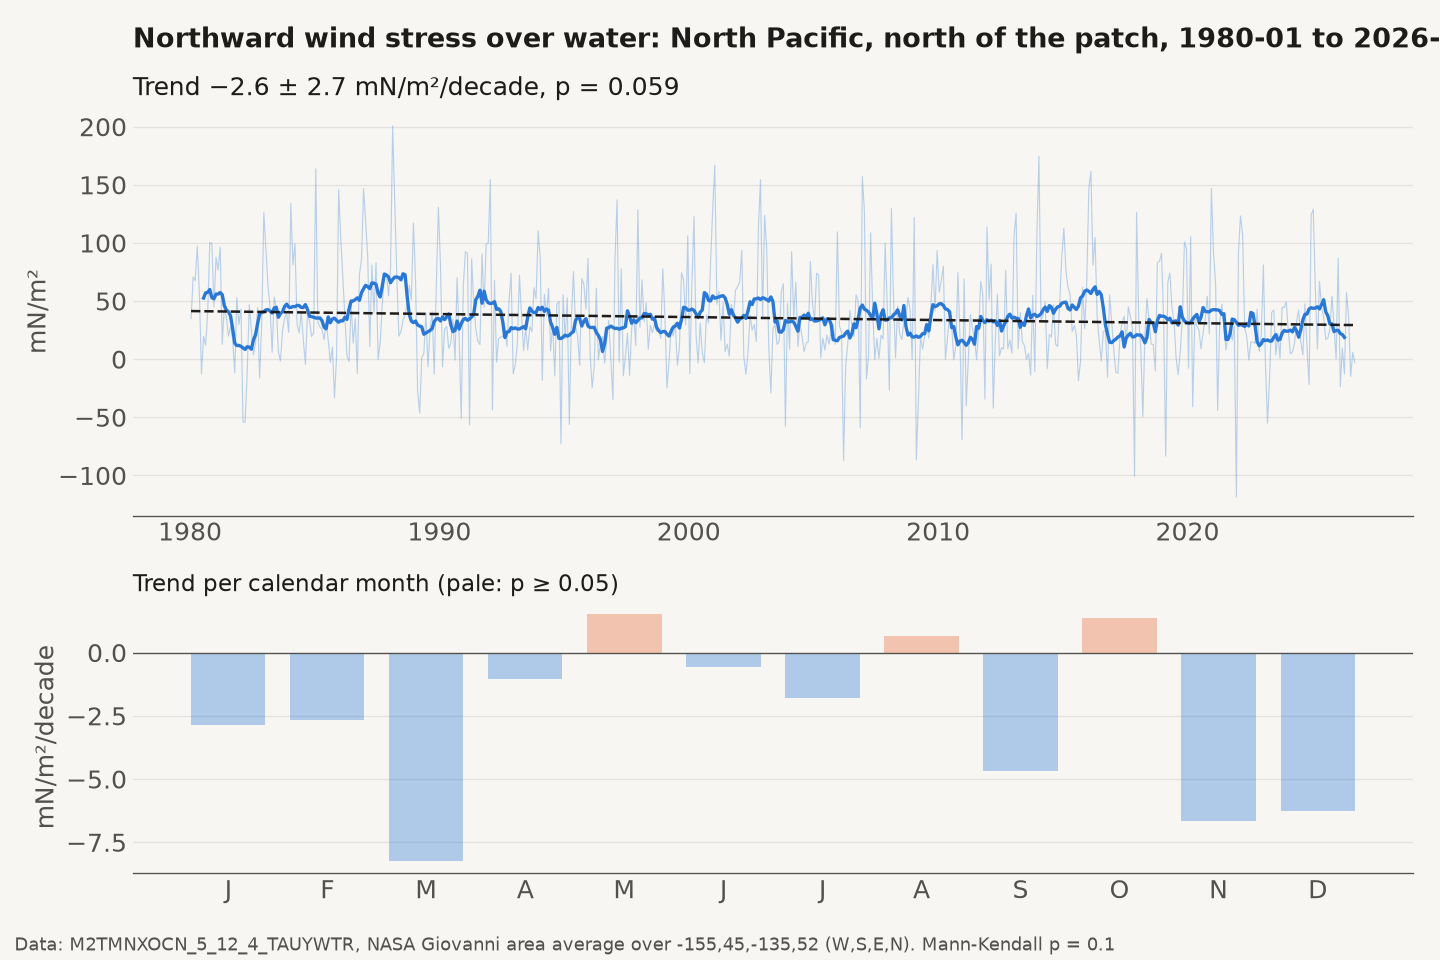 Northward wind stress over water: North Pacific, north of the patch, 1980-01 to 2026-
Trend −2.6 ± 2.7 mN/m²/decade, p = 0.059
200
150
100
50
0
−50
−100
mN/m²
1980 1990 2000 2010 2020
Trend per calendar month (pale: p ≥ 0.05)
0.0
−2.5
−5.0
−7.5
mN/m²/decade
J F M A M J J A S O N D
Data: M2TMNXOCN_5_12_4_TAUYWTR, NASA Giovanni area average over -155,45,-135,52 (W,S,E,N). Mann-Kendall p = 0.1